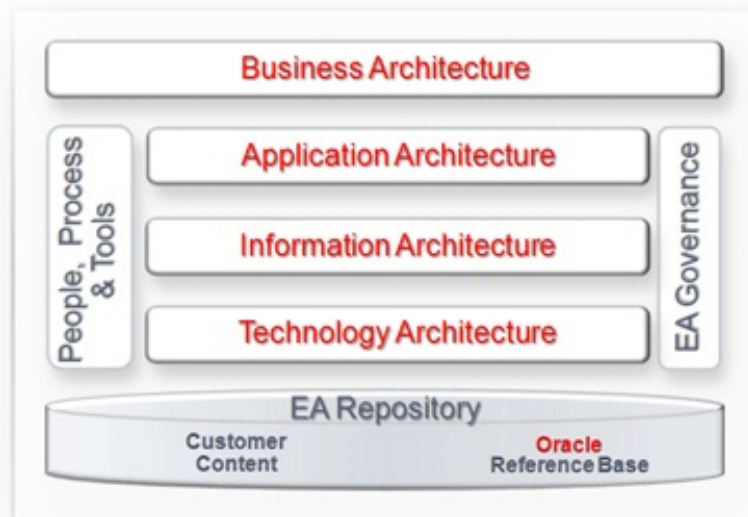 Business Architecture
People, Process
& Tools
Application Architecture
Information Architecture
Technology Architecture
EA Governance
EA Repository
Customer
Content
Oracle
Reference Base